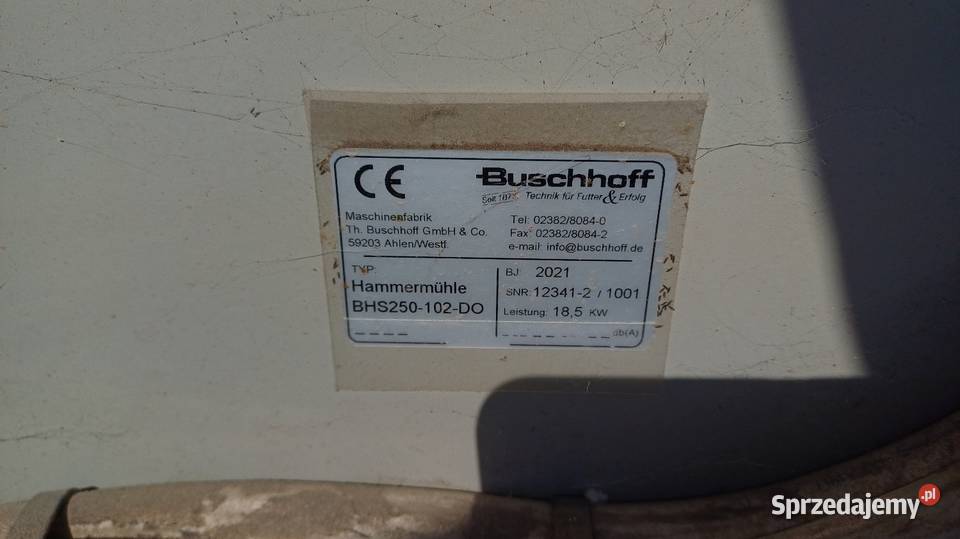 CE
Buschhoff
Technik für Futter & Erfolg
Maschinenfabrik
Th. Buschhoff GmbH & Co.
59203 Ahlen/Westf.
Tel: 02382/8084-0
Fax: 02382/8084-2
e-mail: info@buschhoff.de
TYP:
Hammermühle
BHS250-102-DO
BJ: 2021
SNR: 12341-2 / 1001
Leistung: 18,5 KW
db(A)
Sprzedajemy.pl